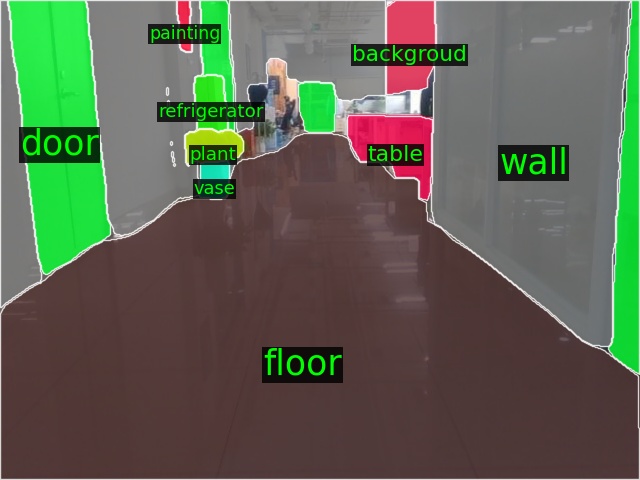 painting
backgroud
refrigerator
door
plant
table
wall
vase
floor